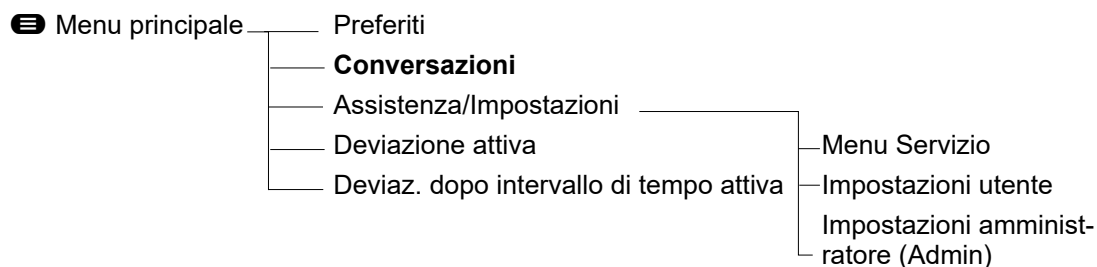 Menu principale
Preferiti
Conversazioni
Assistenza/Impostazioni
Deviazione attiva
Deviaz. dopo intervallo di tempo attiva
Menu Servizio
Impostazioni utente
Impostazioni administ-
ratore (Admin)